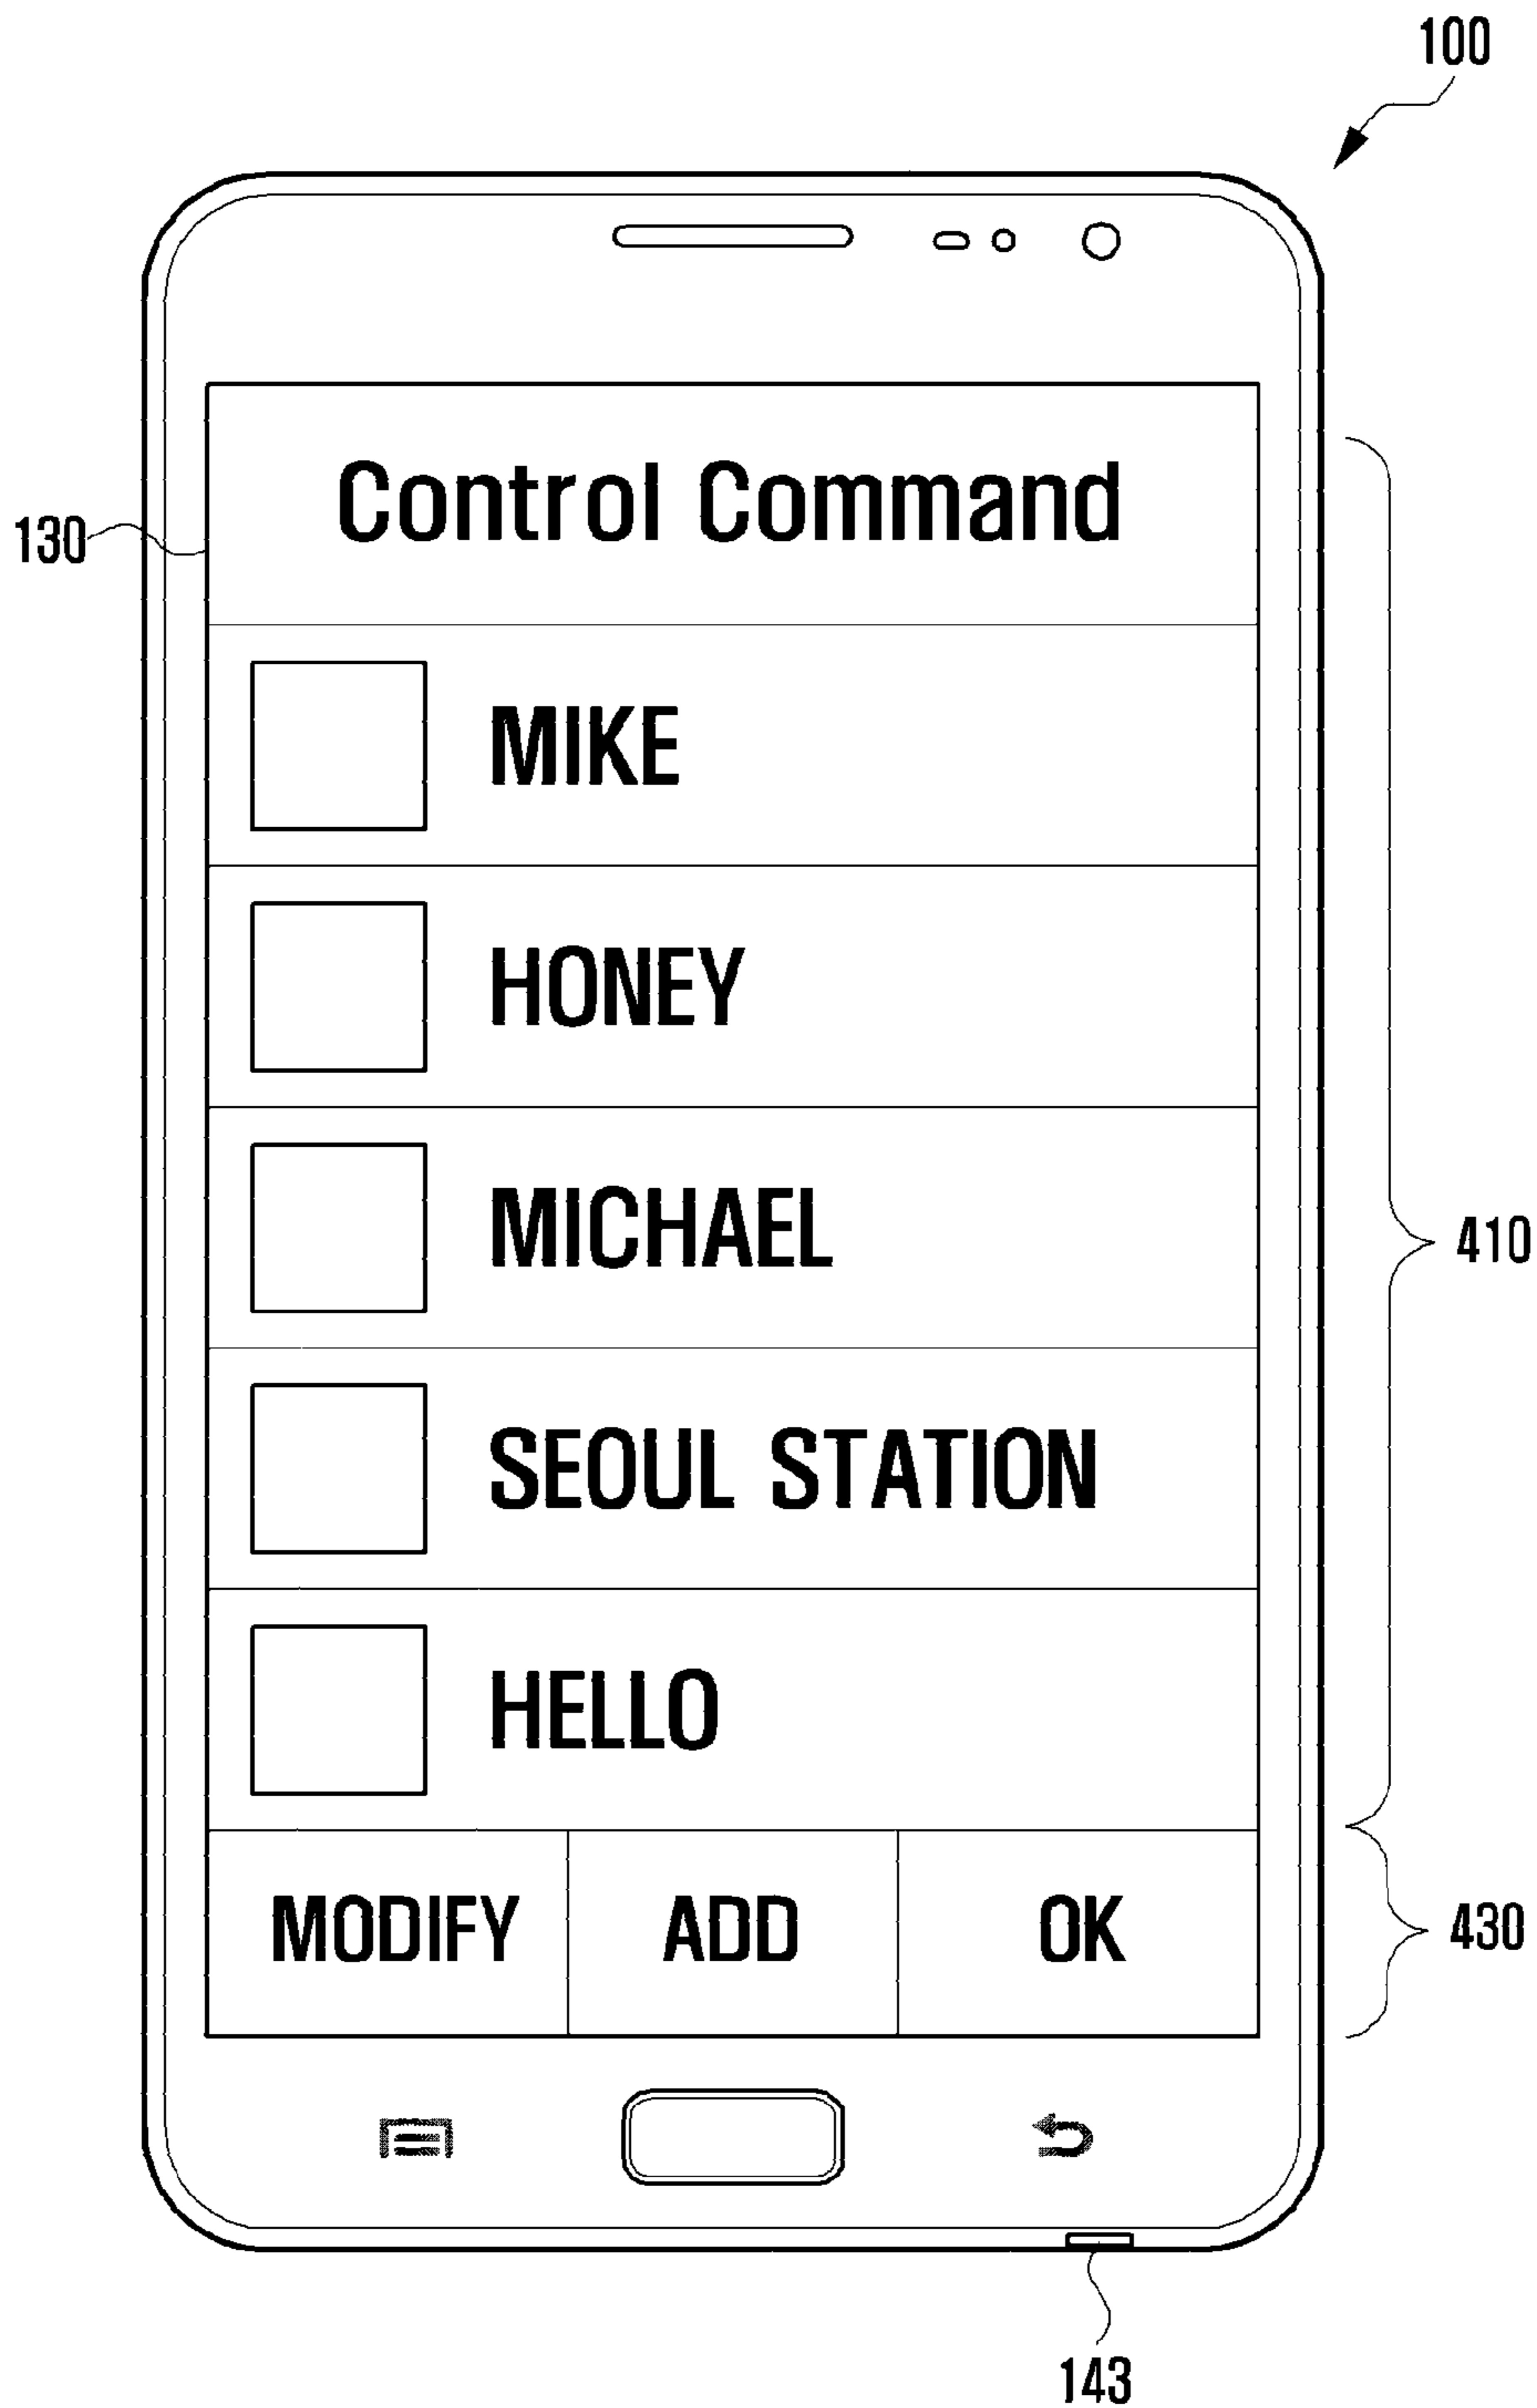 100
Control Command
130
MIKE
HONEY
MICHAEL
410
SEOUL STATION
HELLO
MODIFY ADD OK
430
143